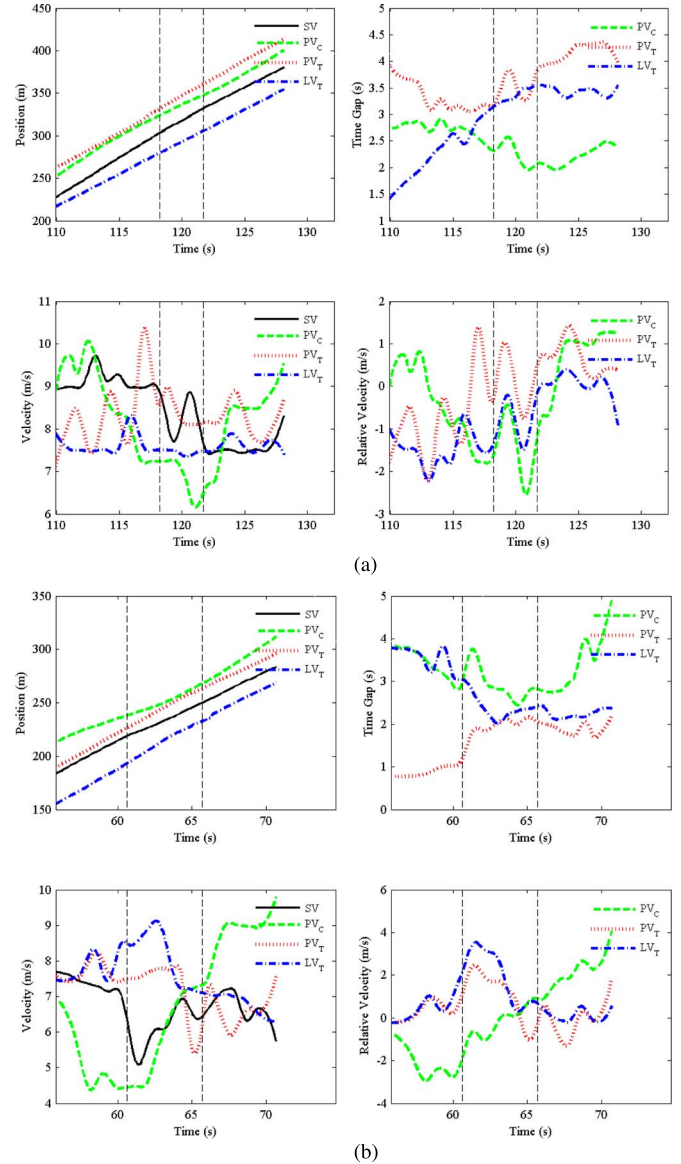 450
400
350
300
250
200
Position (m)
110 115 120 125 130
Time (s)
SV
PV_C
PV_T
LV_T
5
4.5
4
3.5
3
2.5
2
1.5
1
Time Gap (s)
110 115 120 125 130
Time (s)
PV_C
PV_T
LV_T
11
10
9
8
7
6
Velocity (m/s)
110 115 120 125 130
Time (s)
SV
PV_C
PV_T
LV_T
2
1
0
-1
-2
-3
Relative Velocity (m/s)
110 115 120 125 130
Time (s)
PV_C
PV_T
LV_T
(a)
350
300
250
200
150
Position (m)
60 65 70
Time (s)
SV
PV_C
PV_T
LV_T
5
4
3
2
1
0
Time Gap (s)
60 65 70
Time (s)
PV_C
PV_T
LV_T
10
9
8
7
6
5
4
Velocity (m/s)
60 65 70
Time (s)
SV
PV_C
PV_T
LV_T
6
4
2
0
-2
-4
Relative Velocity (m/s)
60 65 70
Time (s)
PV_C
PV_T
LV_T
(b)